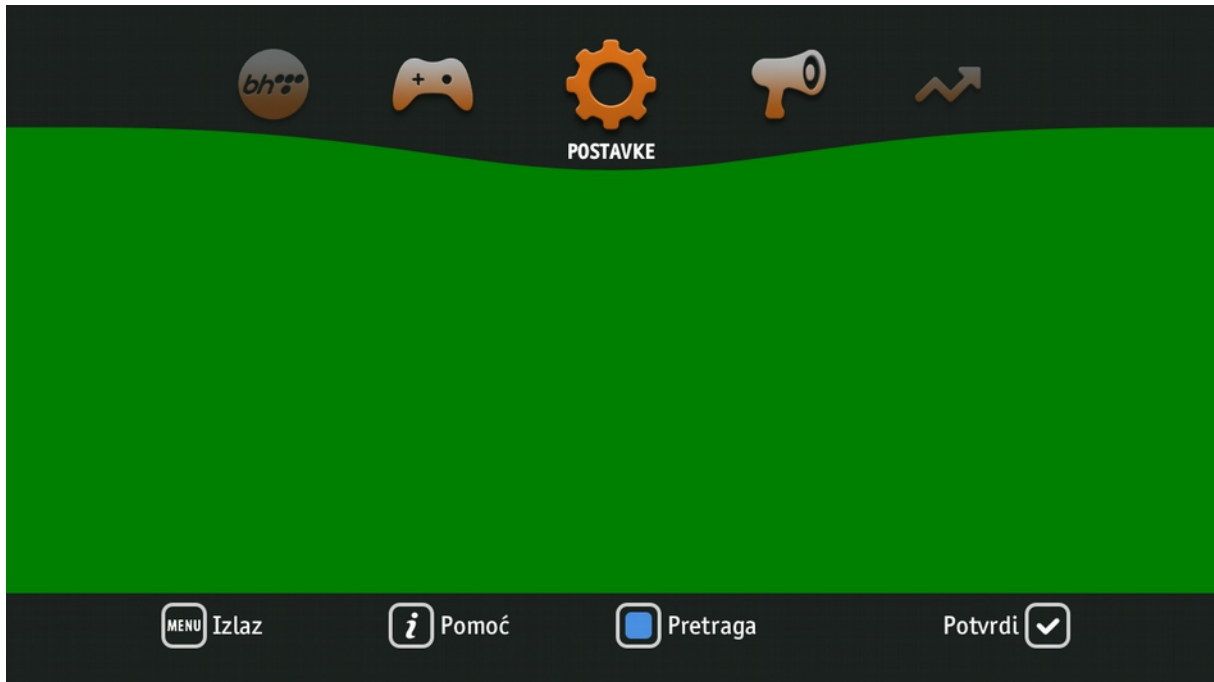 bh
POSTAVKE
MENU Izlaz
i Pomoć
Pretraga
Potvrdi